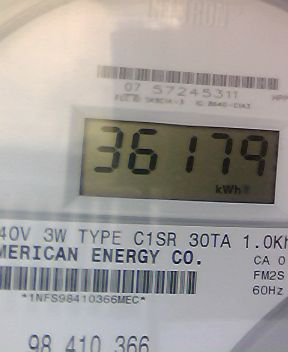 07 57245311
36179
kWh
40V 3W TYPE C1SR 30TA 1.0Kh
MERICAN ENERGY CO.
CA 0
FM2S
60Hz
*1NFS98410366MEC*
98 410 366